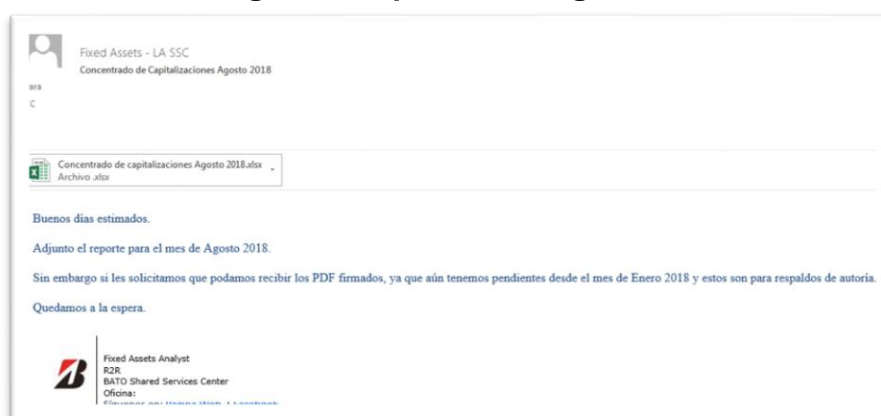 Fixed Assets - LA SSC
Concentrado de Capitalizaciones Agosto 2018
ara
C
Concentrado de capitalizaciones Agosto 2018.xlsx
Archivo .xlsx
Buenos días estimados.
Adjunto el reporte para el mes de Agosto 2018.
Sin embargo si les solicitamos que podamos recibir los PDF firmados, ya que aún tenemos pendientes desde el mes de Enero 2018 y estos son para respaldos de autoría.
Quedamos a la espera.
Fixed Assets Analyst
R2R
BATO Shared Services Center
Oficina: